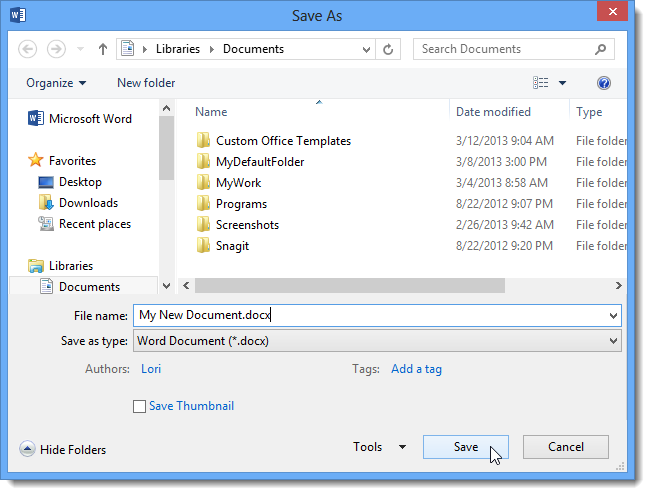 Save As
Libraries Documents
Search Documents
Organize New folder
Name Date modified Type
Microsoft Word
Favorites
Desktop
Downloads
Recent places
Libraries
Documents
Custom Office Templates 3/12/2013 9:04 AM File folder
MyDefaultFolder 3/8/2013 3:00 PM File folder
MyWork 3/4/2013 8:58 AM File folder
Programs 8/22/2012 9:07 PM File folder
Screenshots 2/26/2013 9:42 AM File folder
Snagit 8/22/2012 9:20 PM File folder
File name: My New Document.docx
Save as type: Word Document (*.docx)
Authors: Lori Tags: Add a tag
Save Thumbnail
Hide Folders Tools Save Cancel